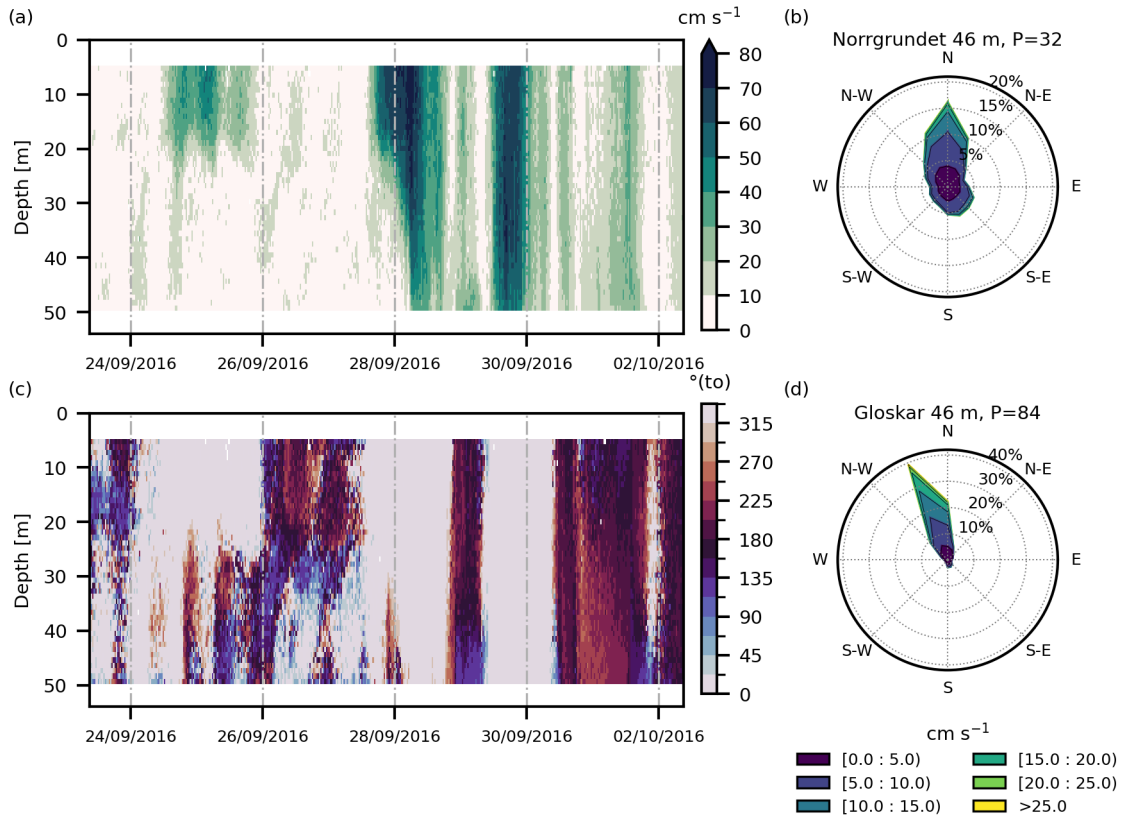 (a)
cm s⁻¹
Depth [m]
0
10
20
30
40
50
80
70
60
50
40
30
20
10
0
24/09/2016
26/09/2016
28/09/2016
30/09/2016
02/10/2016
(b)
Norrgrundet 46 m, P=32
N
N-W
N-E
20%
15%
10%
5%
W
E
S-W
S-E
S
(c)
°(to)
Depth [m]
0
10
20
30
40
50
315
270
225
180
135
90
45
0
24/09/2016
26/09/2016
28/09/2016
30/09/2016
02/10/2016
(d)
Gloskar 46 m, P=84
N
N-W
N-E
40%
30%
20%
10%
W
E
S-W
S-E
S
cm s⁻¹
[0.0 : 5.0)
[5.0 : 10.0)
[10.0 : 15.0)
[15.0 : 20.0)
[20.0 : 25.0)
>25.0